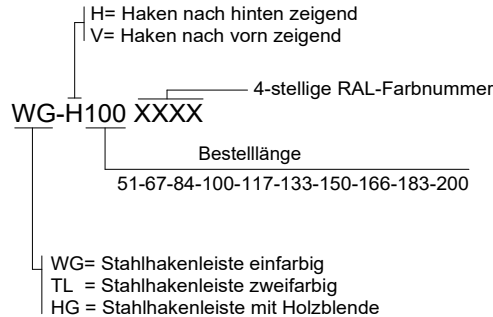 H= Haken nach hinten zeigend
V= Haken nach vorn zeigend
4-stellige RAL-Farbnummer
WG-H100 XXXX
Bestelllänge
51-67-84-100-117-133-150-166-183-200
WG= Stahlhakenleiste einfarbig
TL = Stahlhakenleiste zweifarbig
HG = Stahlhakenleiste mit Holzblende